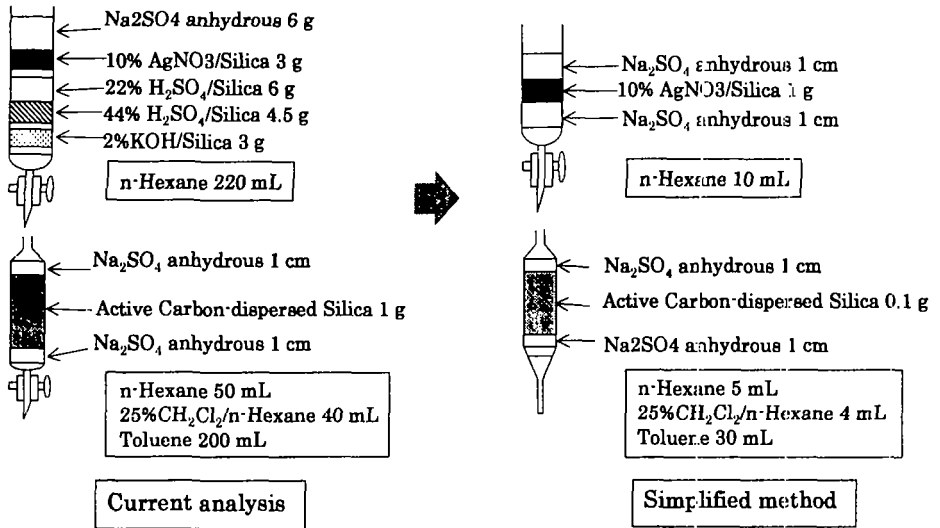 Na2SO4 anhydrous 6 g
10% AgNO3/Silica 3 g
22% H₂SO₄/Silica 6 g
44% H₂SO₄/Silica 4.5 g
2%KOH/Silica 3 g
n-Hexane 220 mL
Na₂SO₄ anhydrous 1 cm
Active Carbon-dispersed Silica 1 g
Na₂SO₄ anhydrous 1 cm
n-Hexane 50 mL
25%CH₂Cl₂/n-Hexane 40 mL
Toluene 200 mL
Current analysis
Na₂SO₄ anhydrous 1 cm
10% AgNO3/Silica 1 g
Na₂SO₄ anhydrous 1 cm
n-Hexane 10 mL
Na₂SO₄ anhydrous 1 cm
Active Carbon-dispersed Silica 0.1 g
Na2SO4 anhydrous 1 cm
n-Hexane 5 mL
25%CH₂Cl₂/n-Hexane 4 mL
Toluene 30 mL
Simplified method